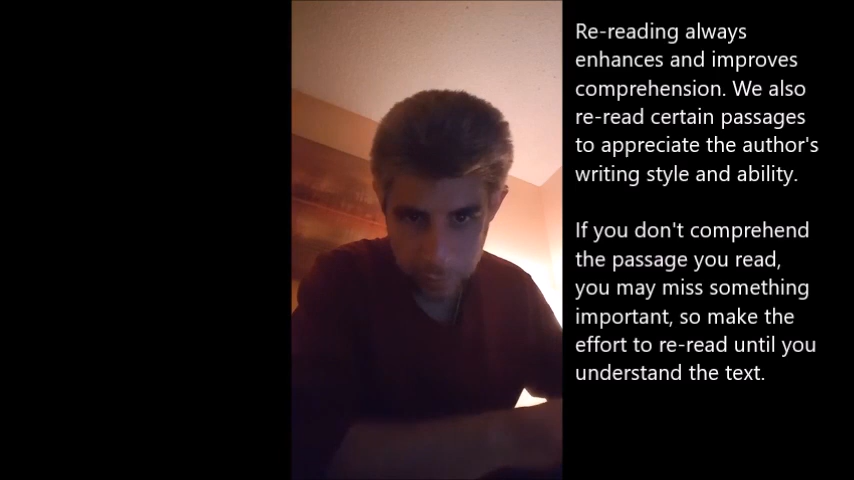 Re-reading always
enhances and improves
comprehension. We also
re-read certain passages
to appreciate the author's
writing style and ability.
If you don't comprehend
the passage you read,
you may miss something
important, so make the
effort to re-read until you
understand the text.